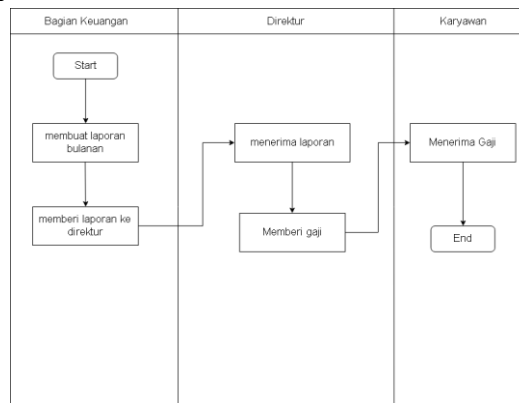 Bagian Keuangan
Direktur
Karyawan
Start
membuat laporan
bulanan
memberi laporan ke
direktur
menerima laporan
Memberi gaji
Menerima Gaji
End